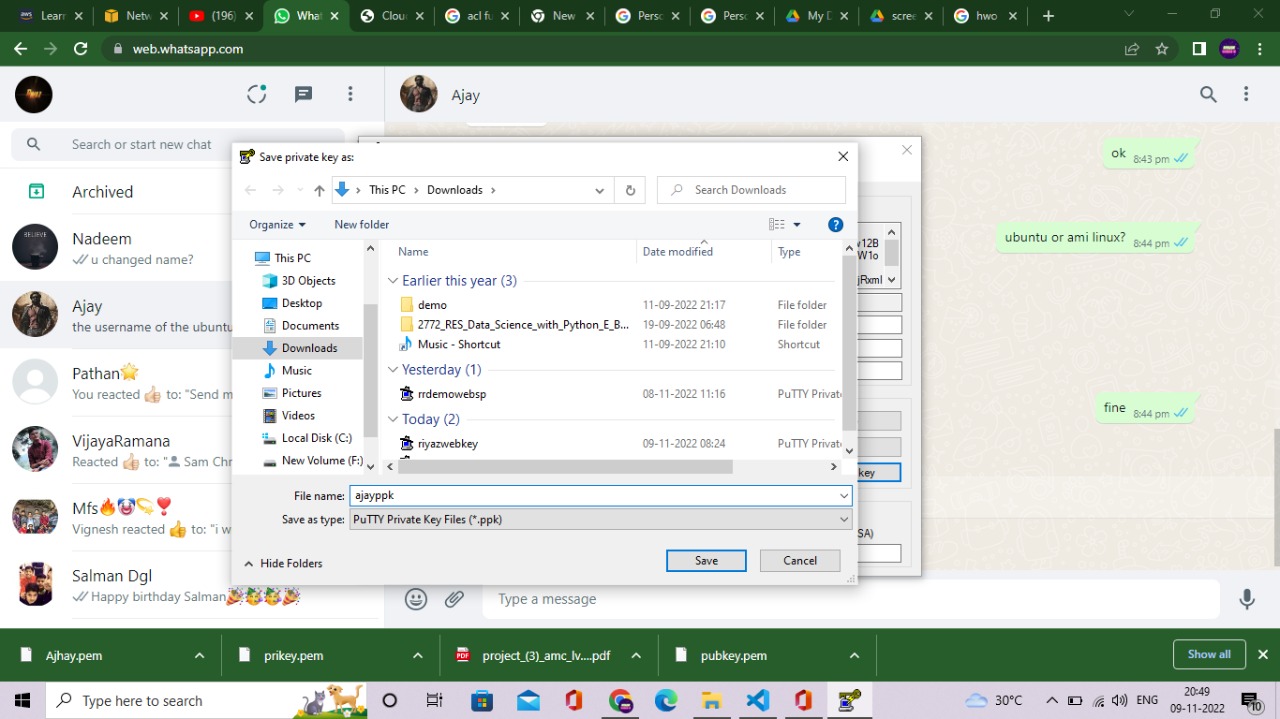 Learn
Netw
(196)
What
Clou
acl fu
New
Perso
Perso
My D
scree
hwo
web.whatsapp.com
Ajay
Search or start new chat
Archived
Nadeem
u changed name?
Ajay
the username of the ubuntu
Pathan🌟
You reacted 👍🏻 to: "Send m
VijayaRamana
Reacted 👍🏻 to: "👤 Sam Chr
Mfs🔥🤡💫❣️
Vignesh reacted 👍 to: "i w
Salman Dgl
Happy birthday Salman🎉🥳🥳🎉
ok 8:43 pm
ubuntu or ami linux? 8:44 pm
fine 8:44 pm
Type a message
Save private key as:
This PC > Downloads >
Search Downloads
Organize
New folder
This PC
3D Objects
Desktop
Documents
Downloads
Music
Pictures
Videos
Local Disk (C:)
New Volume (F:)
Name Date modified Type
Earlier this year (3)
demo 11-09-2022 21:17 File folder
2772_RES_Data_Science_with_Python_E_B... 19-09-2022 06:48 File folder
Music - Shortcut 11-09-2022 21:10 Shortcut
Yesterday (1)
rrdemowebsp 08-11-2022 11:16 PuTTY Privat
Today (2)
riyazwebkey 09-11-2022 08:24 PuTTY Privat
File name: ajayppk
Save as type: PuTTY Private Key Files (*.ppk)
Hide Folders
Save
Cancel
v12B
W1o
jRxml
key
SA)
Ajhay.pem
prikey.pem
project_(3)_amc_lv....pdf
pubkey.pem
Show all
Type here to search
30°C
ENG
20:49
09-11-2022
10